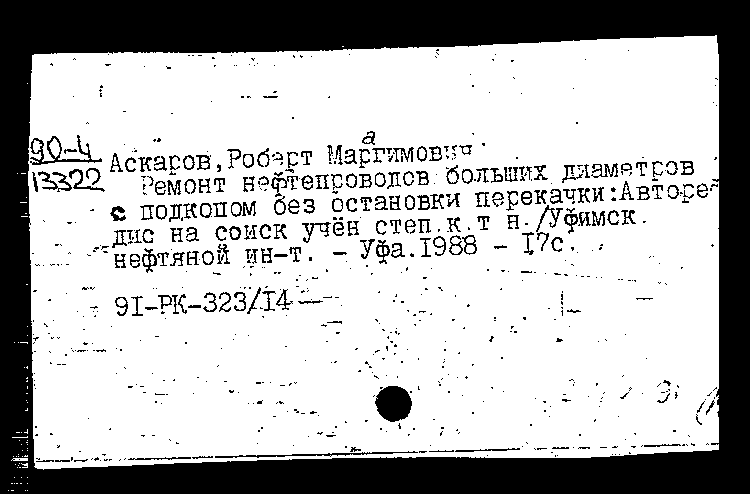 90-4
13322
Аскаров,Роберт Маргимович
а
Ремонт нефтепроводов больших диаметров
с подкопом без остановки перекачки:Авторе-
дис на соиск учён степ.к.т н./Уфимск.
нефтяной ин-т. - Уфа.1988 - 17с.
91-РК-323/14